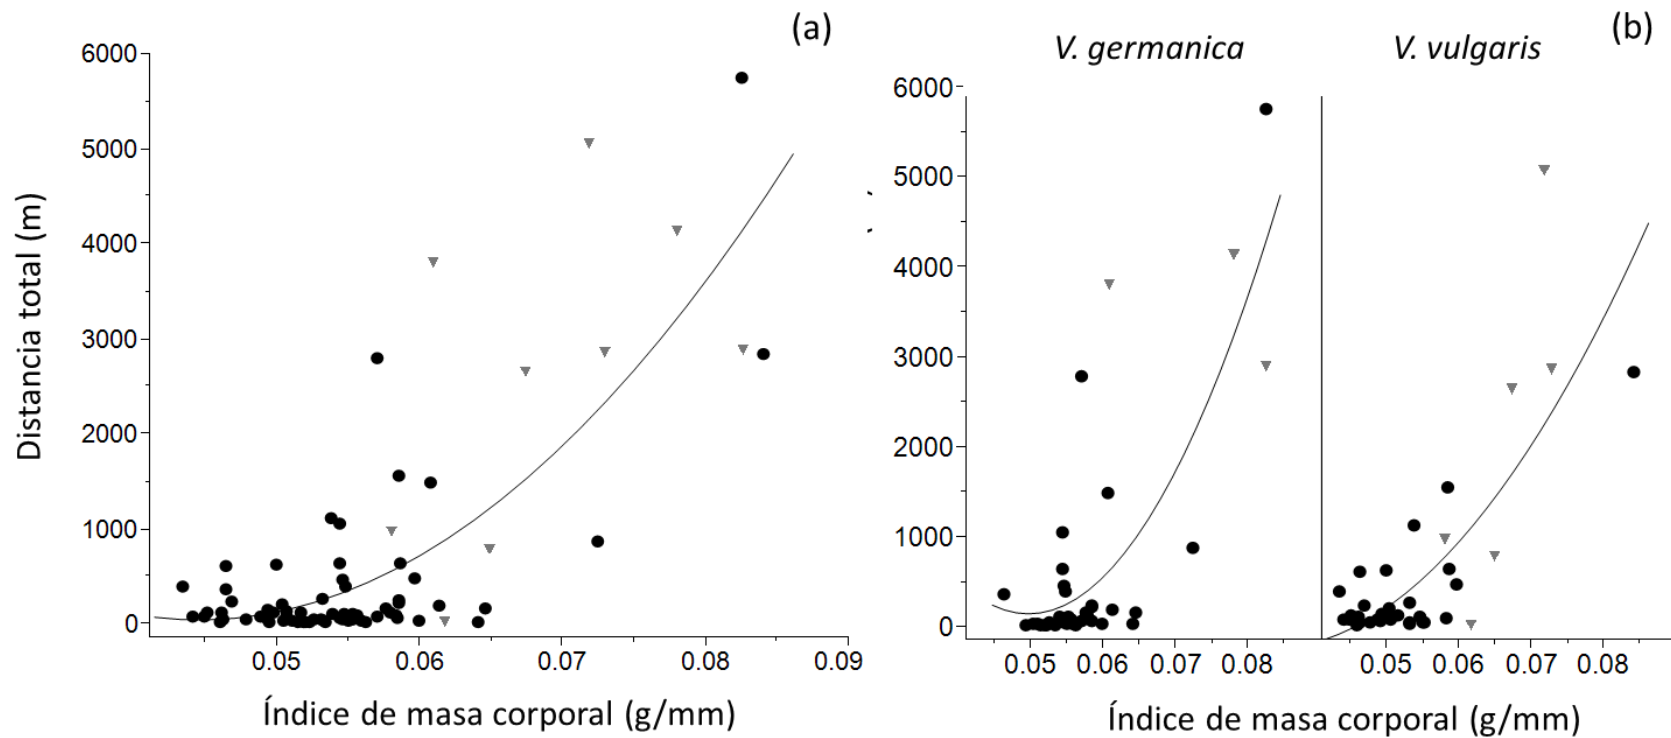 (a)
6000
5000
4000
3000
2000
1000
0
Distancia total (m)
0.05 0.06 0.07 0.08 0.09
Índice de masa corporal (g/mm)
(b)
V. germanica V. vulgaris
6000
5000
4000
3000
2000
1000
0
0.05 0.06 0.07 0.08 0.05 0.06 0.07 0.08
Índice de masa corporal (g/mm)